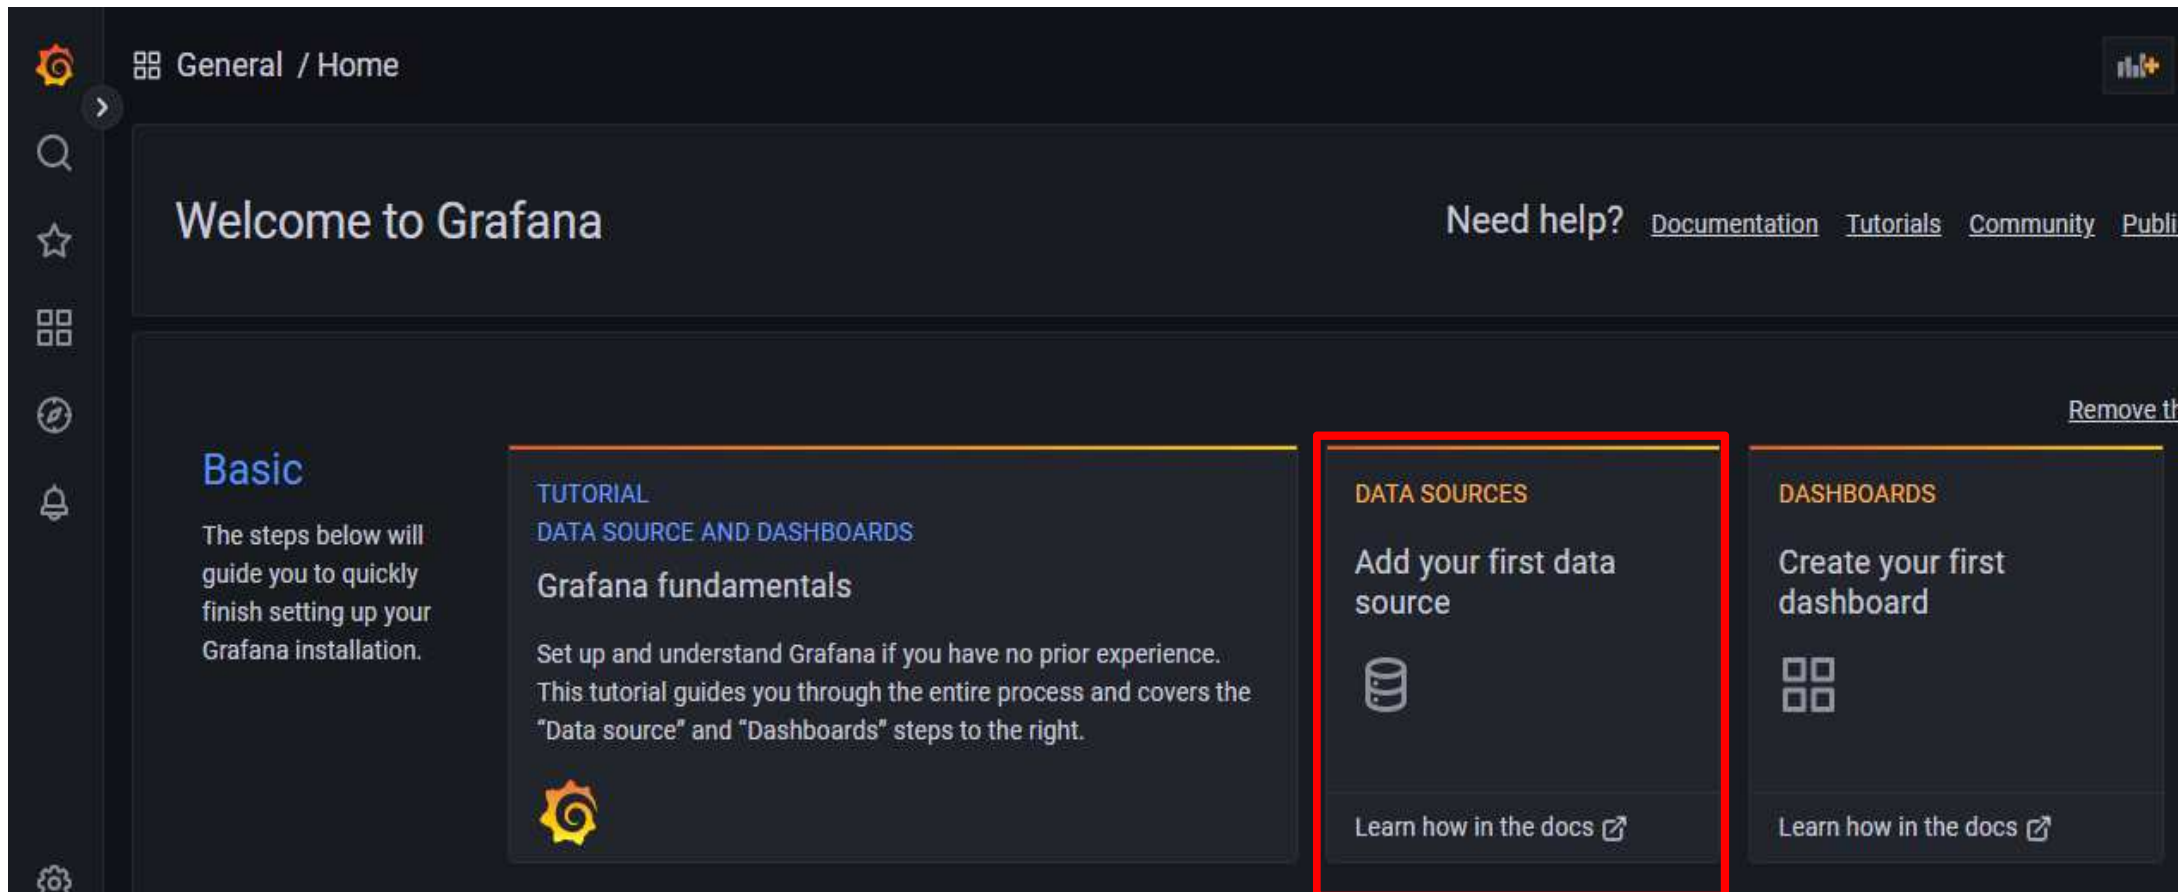 General / Home
Welcome to Grafana
Need help? Documentation Tutorials Community
Remove
Basic
The steps below will
guide you to quickly
finish setting up your
Grafana installation.
TUTORIAL
DATA SOURCE AND DASHBOARDS
Grafana fundamentals
Set up and understand Grafana if you have no prior experience.
This tutorial guides you through the entire process and covers the
“Data source” and “Dashboards” steps to the right.
DATA SOURCES
Add your first data
source
Learn how in the docs
DASHBOARDS
Create your first
dashboard
Learn how in the docs